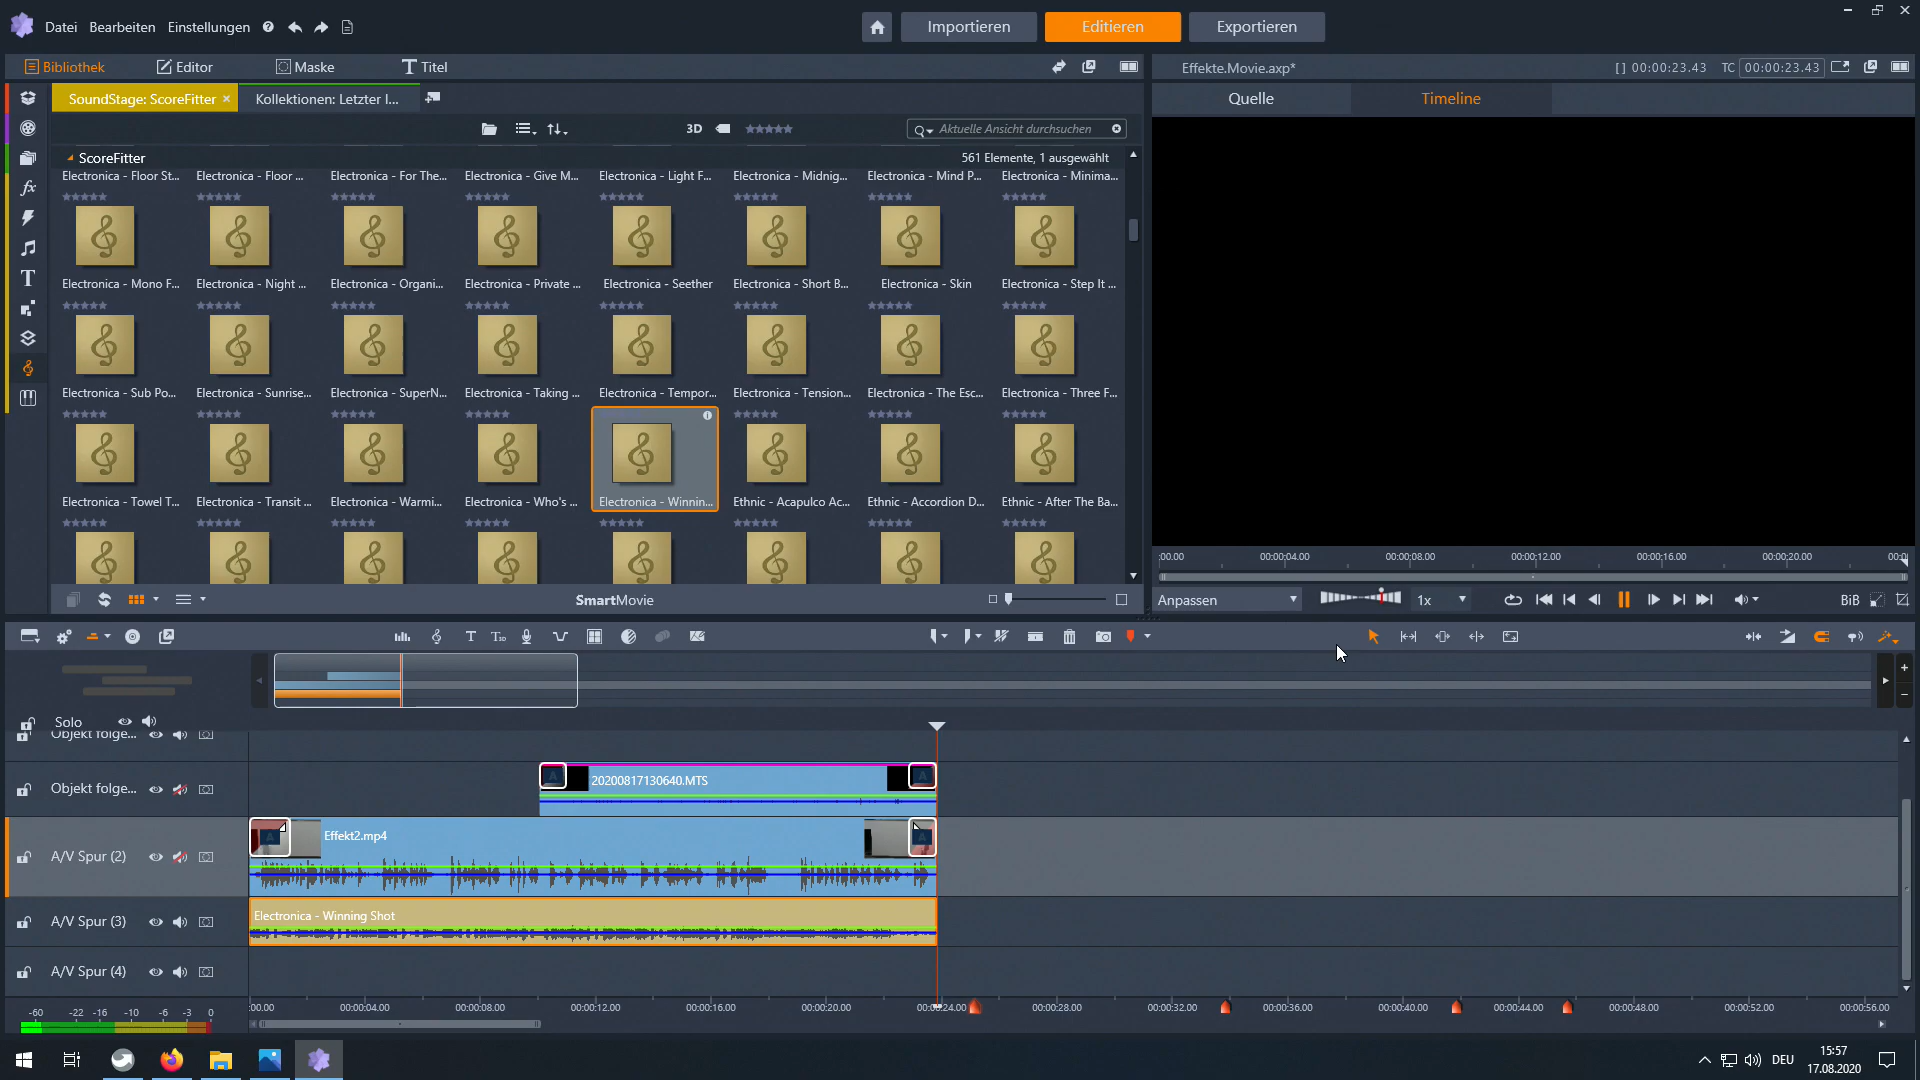 Datei Bearbeiten Einstellungen
Importieren Editieren Exportieren
Bibliothek Editor Maske Titel
Effekte.Movie.axp* [] 00:00:23.43 TC 00:00:23.43
SoundStage: ScoreFitter × Kollektionen: Letzter I...
Quelle Timeline
3D Aktuelle Ansicht durchsuchen
ScoreFitter 561 Elemente, 1 ausgewählt
Electronica - Floor St... Electronica - Floor ... Electronica - For The... Electronica - Give M... Electronica - Light F... Electronica - Midnig... Electronica - Mind P... Electronica - Minima...
Electronica - Mono F... Electronica - Night ... Electronica - Organi... Electronica - Private ... Electronica - Seether Electronica - Short B... Electronica - Skin Electronica - Step It ...
Electronica - Sub Po... Electronica - Sunrise... Electronica - SuperN... Electronica - Taking ... Electronica - Tempor... Electronica - Tension... Electronica - The Esc... Electronica - Three F...
Electronica - Towel T... Electronica - Transit ... Electronica - Warmi... Electronica - Who's ... Electronica - Winnin... Ethnic - Acapulco Ac... Ethnic - Accordion D... Ethnic - After The Ba...
:00.00 00:00:04.00 00:00:08.00 00:00:12.00 00:00:16.00 00:00:20.00 00:0
SmartMovie
Anpassen 1x BiB
Solo
Objekt folge...
Objekt folge... 20200817130640.MTS
A/V Spur (2) Effekt2.mp4
A/V Spur (3) Electronica - Winning Shot
A/V Spur (4)
:00.00 00:00:04.00 00:00:08.00 00:00:12.00 00:00:16.00 00:00:20.00 00:00:24.00 00:00:28.00 00:00:32.00 00:00:36.00 00:00:40.00 00:00:44.00 00:00:48.00 00:00:52.00 00:00:56.00
-60 -22 -16 -10 -6 -3 0
DEU 15:57
17.08.2020